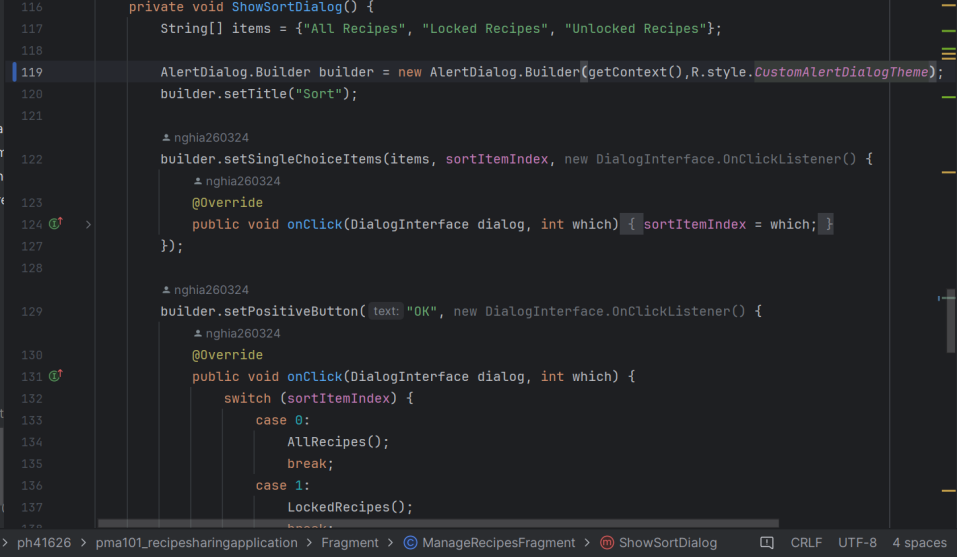 116 private void ShowSortDialog() {
117 String[] items = {"All Recipes", "Locked Recipes", "Unlocked Recipes"};
118
119 AlertDialog.Builder builder = new AlertDialog.Builder(getContext(),R.style.CustomAlertDialogTheme);
120 builder.setTitle("Sort");
121
nghia260324
122 builder.setSingleChoiceItems(items, sortItemIndex, new DialogInterface.OnClickListener() {
nghia260324
123 @Override
124 public void onClick(DialogInterface dialog, int which) { sortItemIndex = which; }
127 });
128
nghia260324
129 builder.setPositiveButton( text: "OK", new DialogInterface.OnClickListener() {
nghia260324
130 @Override
131 public void onClick(DialogInterface dialog, int which) {
132 switch (sortItemIndex) {
133 case 0:
134 AllRecipes();
135 break;
136 case 1:
137 LockedRecipes();
ph41626 > pma101_recipesharingapplication > Fragment > ManageRecipesFragment > ShowSortDialog CRLF UTF-8 4 spaces